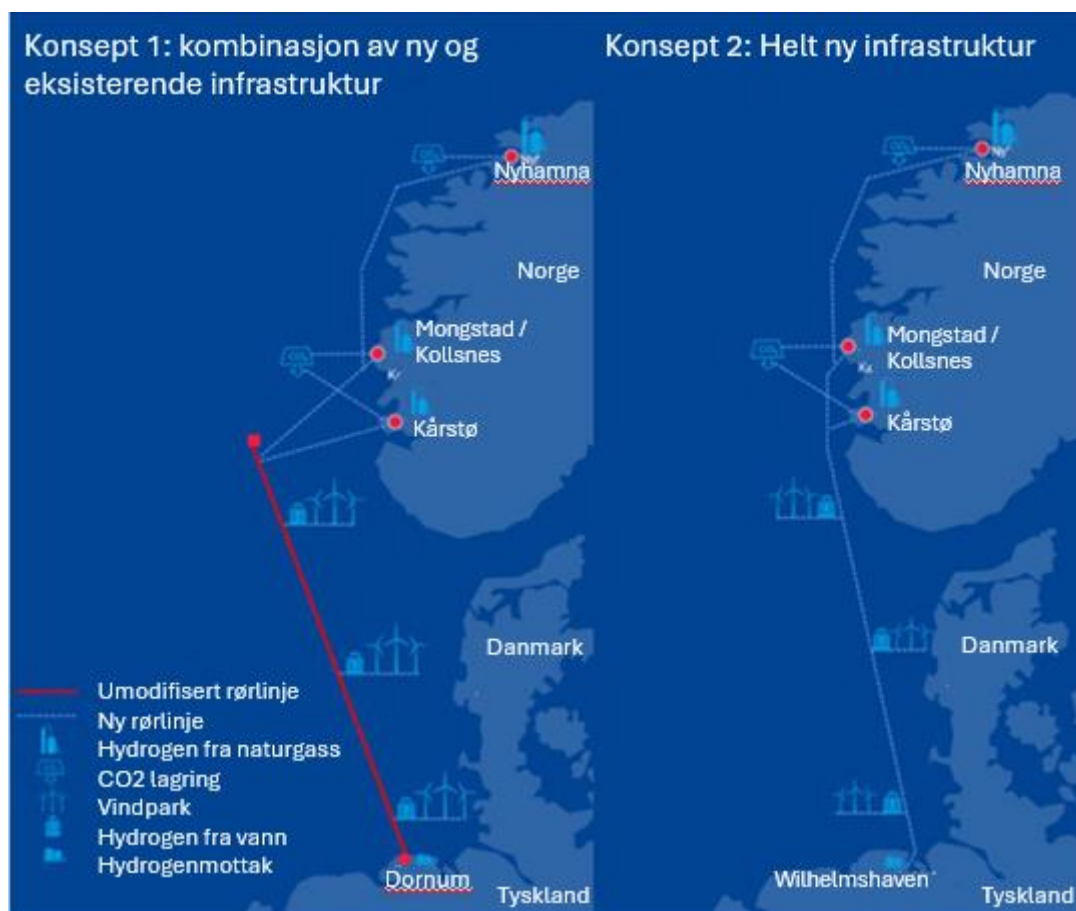 Konsept 1: kombinasjon av ny og
eksisterende infrastruktur
Nyhamna
Norge
Mongstad /
Kollsnes
Kårstø
Danmark
Umodifisert rørlinje
Ny rørlinje
Hydrogen fra naturgass
CO2 lagring
Vindpark
Hydrogen fra vann
Hydrogenmottak
Dornum
Tyskland
Konsept 2: Helt ny infrastruktur
Nyhamna
Norge
Mongstad /
Kollsnes
Kårstø
Danmark
Wilhelmshaven
Tyskland